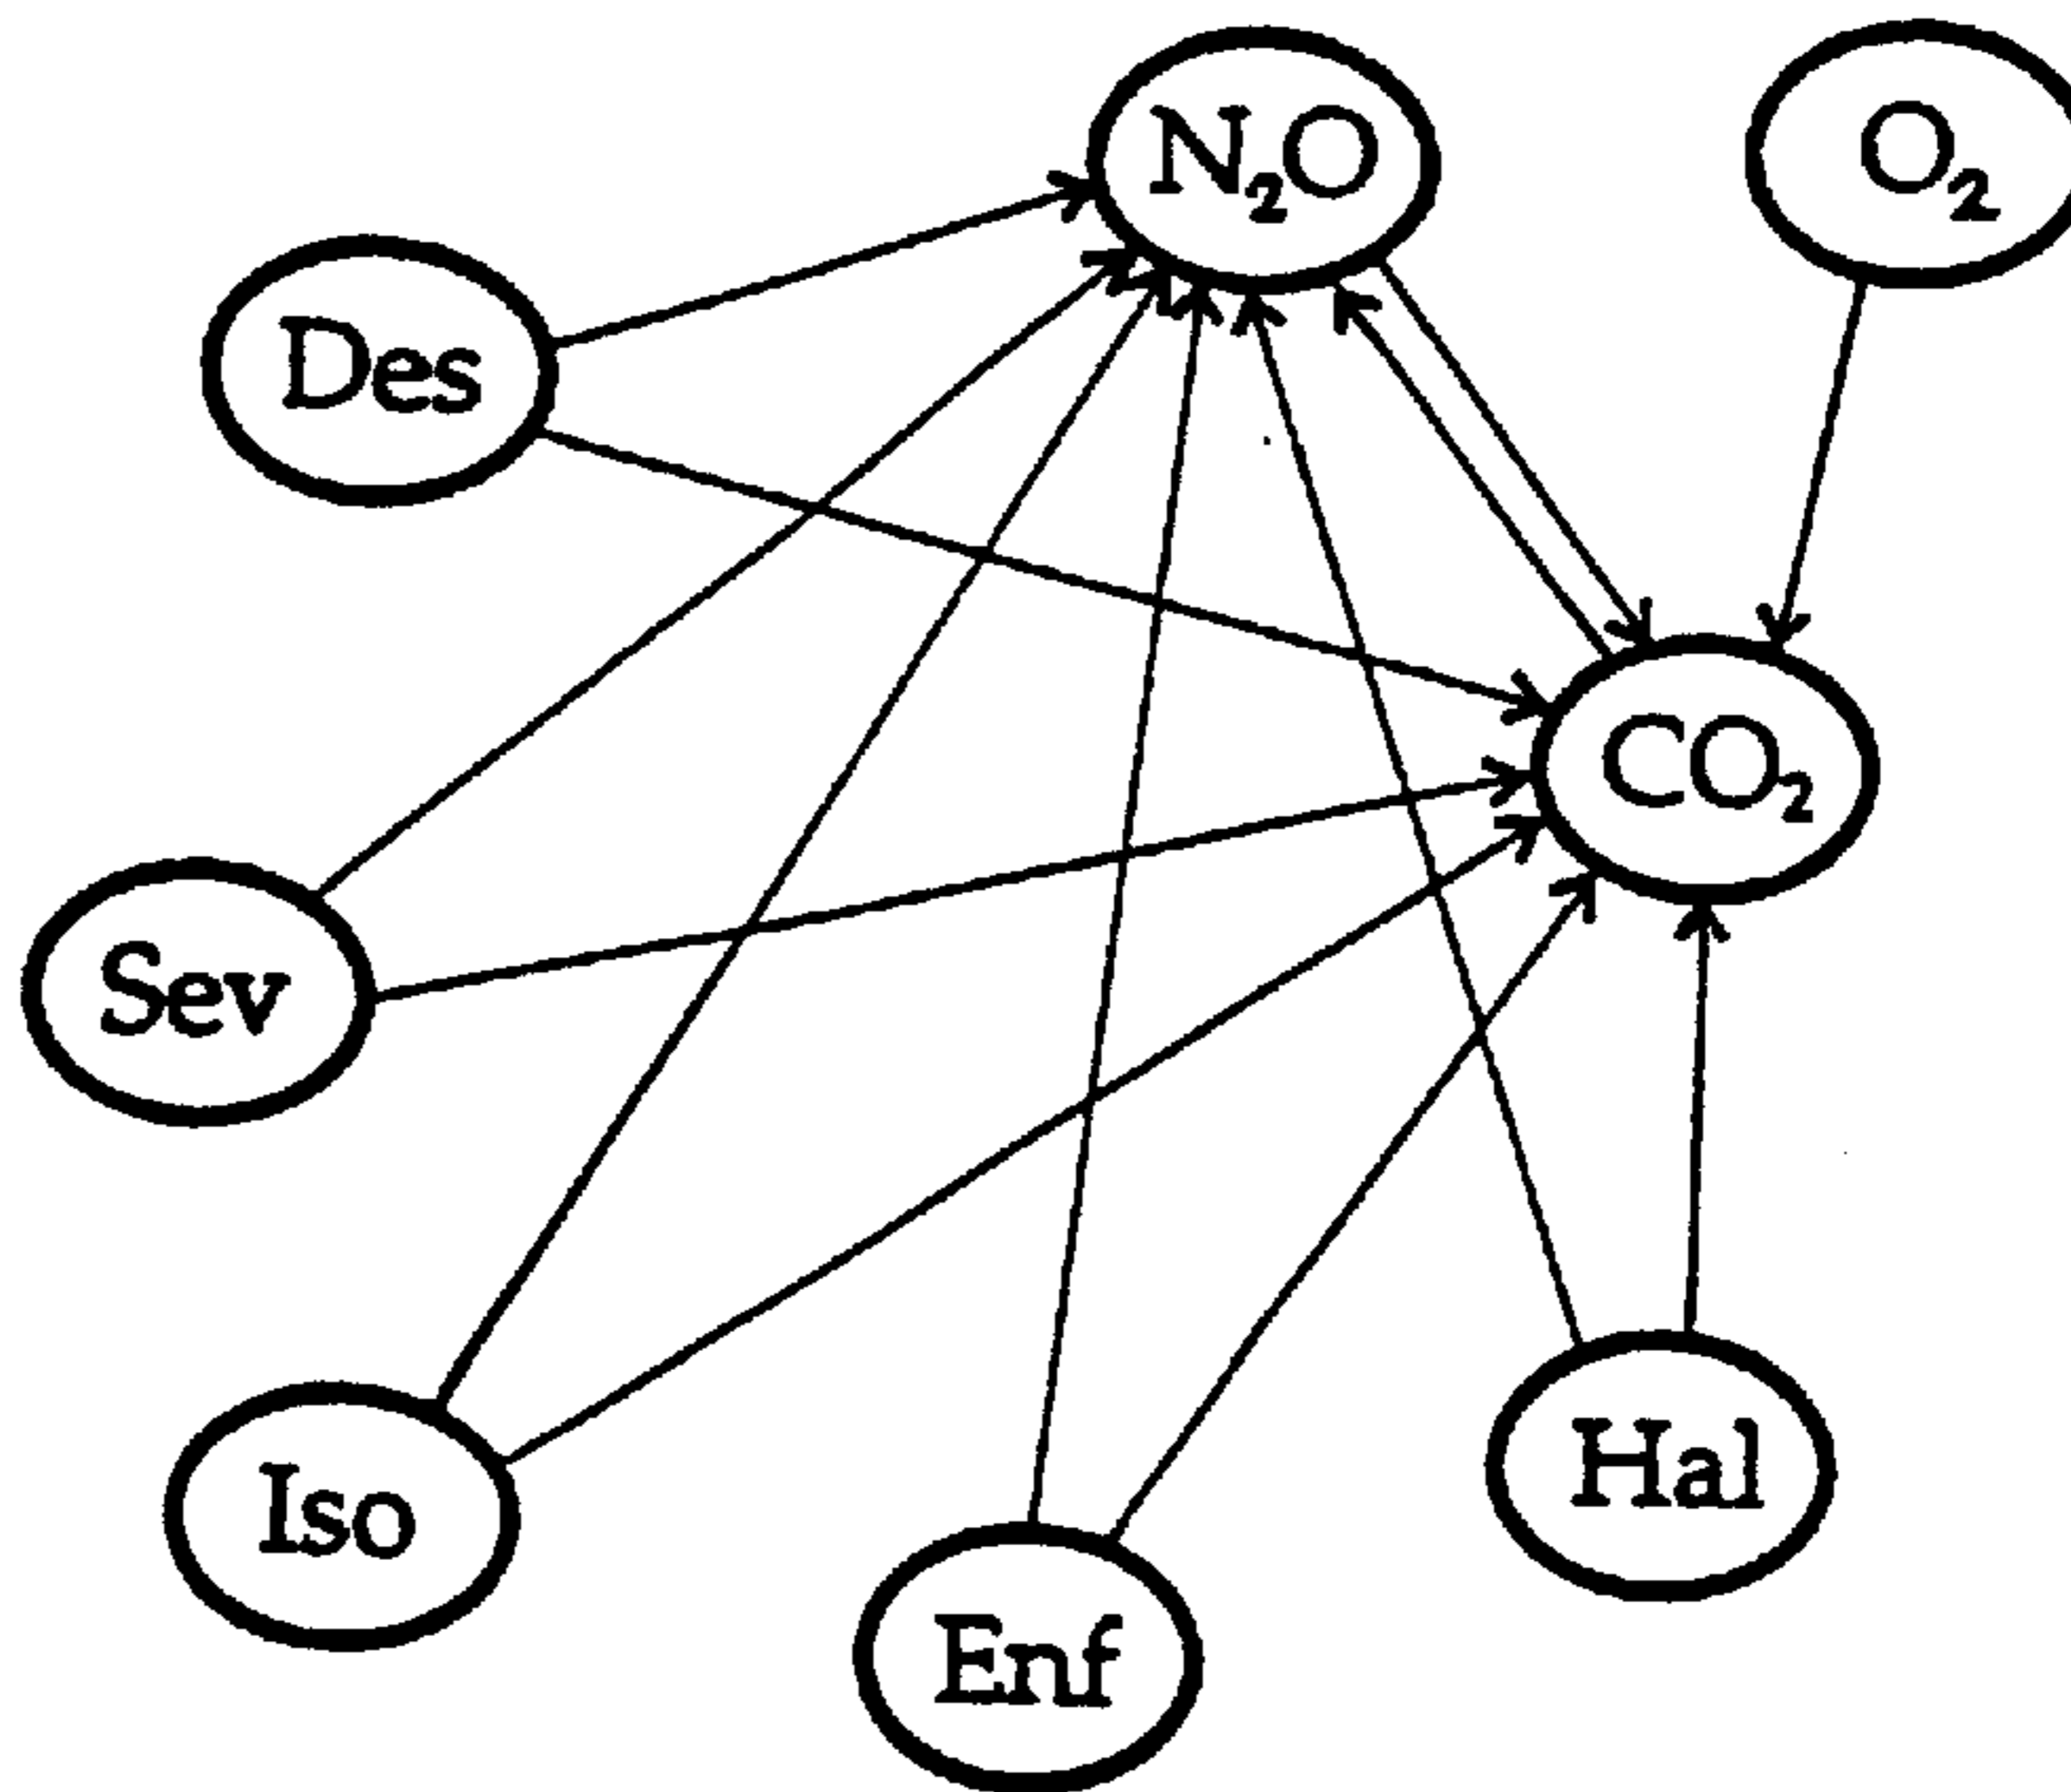 N₂O
O₂
Des
CO₂
Sev
Hal
Iso
Enf